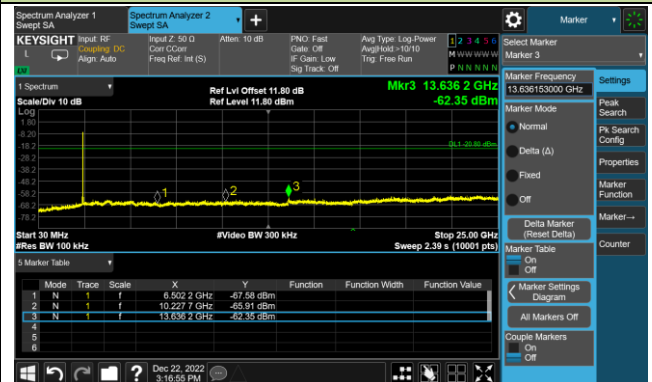 Spectrum Analyzer 1
Swept SA
Spectrum Analyzer 2
Swept SA
+
Marker
KEYSIGHT
L
LXI
Input: RF
Coupling: DC
Align: Auto
Input Z: 50 Ω
Corr CCorr
Freq Ref: Int (S)
Atten: 10 dB
PNO: Fast
Gate: Off
IF Gain: Low
Sig Track: Off
Avg Type: Log-Power
Avg|Hold:>10/10
Trig: Free Run
1 2 3 4 5 6
M W W W W W
P N N N N N
Select Marker
Marker 3
1 Spectrum
Scale/Div 10 dB
Log
Ref Lvl Offset 11.80 dB
Ref Level 11.80 dBm
Mkr3 13.636 2 GHz
-62.35 dBm
1.80
-8.20
-18.2
-28.2
-38.2
-48.2
-58.2
-68.2
-78.2
DL1 -20.80 dBm
1
2
3
Start 30 MHz
#Res BW 100 kHz
#Video BW 300 kHz
Stop 25.00 GHz
Sweep 2.39 s (10001 pts)
5 Marker Table
Mode Trace Scale X Y Function Function Width Function Value
1 N 1 f 6.502 2 GHz -67.58 dBm
2 N 1 f 10.227 7 GHz -65.91 dBm
3 N 1 f 13.636 2 GHz -62.35 dBm
4
5
6
Marker Frequency
13.636153000 GHz
Marker Mode
Normal
Delta (Δ)
Fixed
Off
Delta Marker
(Reset Delta)
Marker Table
On
Off
Marker Settings
Diagram
All Markers Off
Couple Markers
On
Off
Settings
Peak
Search
Pk Search
Config
Properties
Marker
Function
Marker→
Counter
?
Dec 22, 2022
3:16:55 PM